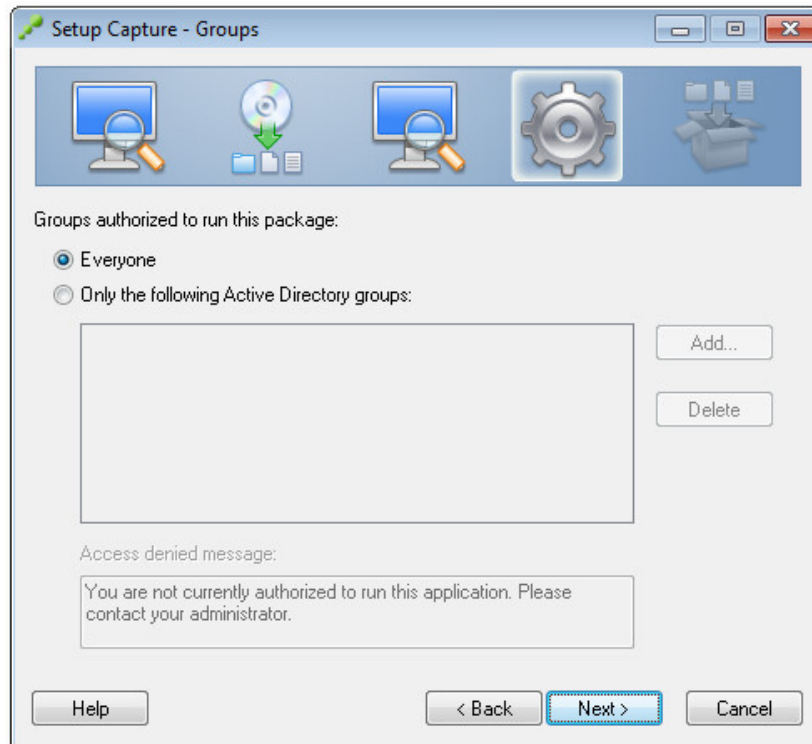 Setup Capture - Groups
Groups authorized to run this package:
Everyone
Only the following Active Directory groups:
Add...
Delete
Access denied message:
You are not currently authorized to run this application. Please
contact your administrator.
Help
< Back
Next >
Cancel